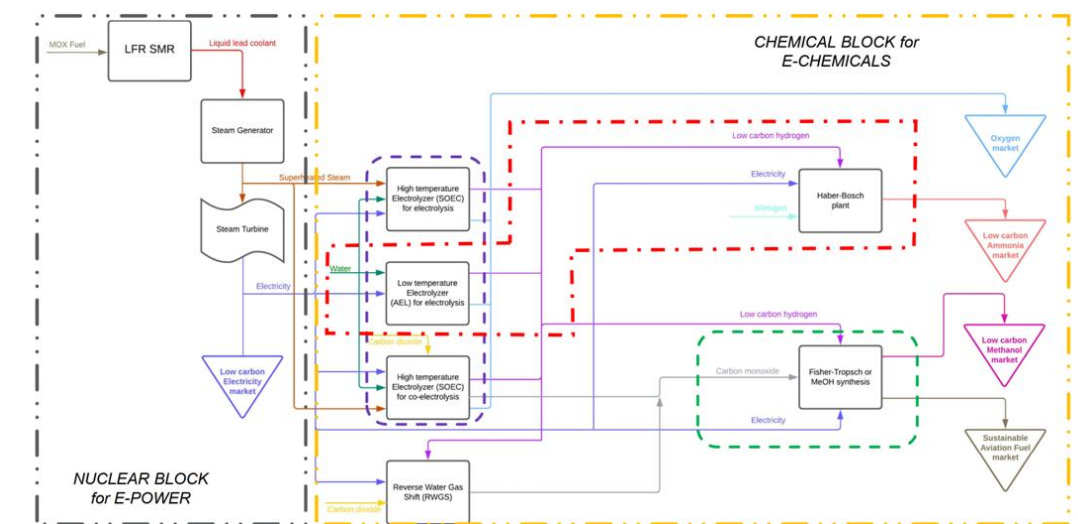 MOX Fuel
LFR SMR
Liquid lead coolant
CHEMICAL BLOCK for
E-CHEMICALS
Steam Generator
Oxygen
market
Low carbon hydrogen
Superheated Steam
High temperature
Electrolyzer (SOEC)
for electrolysis
Electricity
Haber-Bosch
plant
Nitrogen
Steam Turbine
Low carbon
Ammonia
market
Water
Low temperature
Electrolyzer
(AEL) for electrolysis
Electricity
Low carbon hydrogen
Carbon dioxide
Low carbon
Methanol
market
Low carbon
Electricity
market
High temperature
Electrolyzer (SOEC)
for co-electrolysis
Carbon monoxide
Fisher-Tropsch or
MeOH synthesis
Electricity
Sustainable
Aviation Fuel
market
NUCLEAR BLOCK
for E-POWER
Reverse Water Gas
Shift (RWGS)
Carbon dioxide